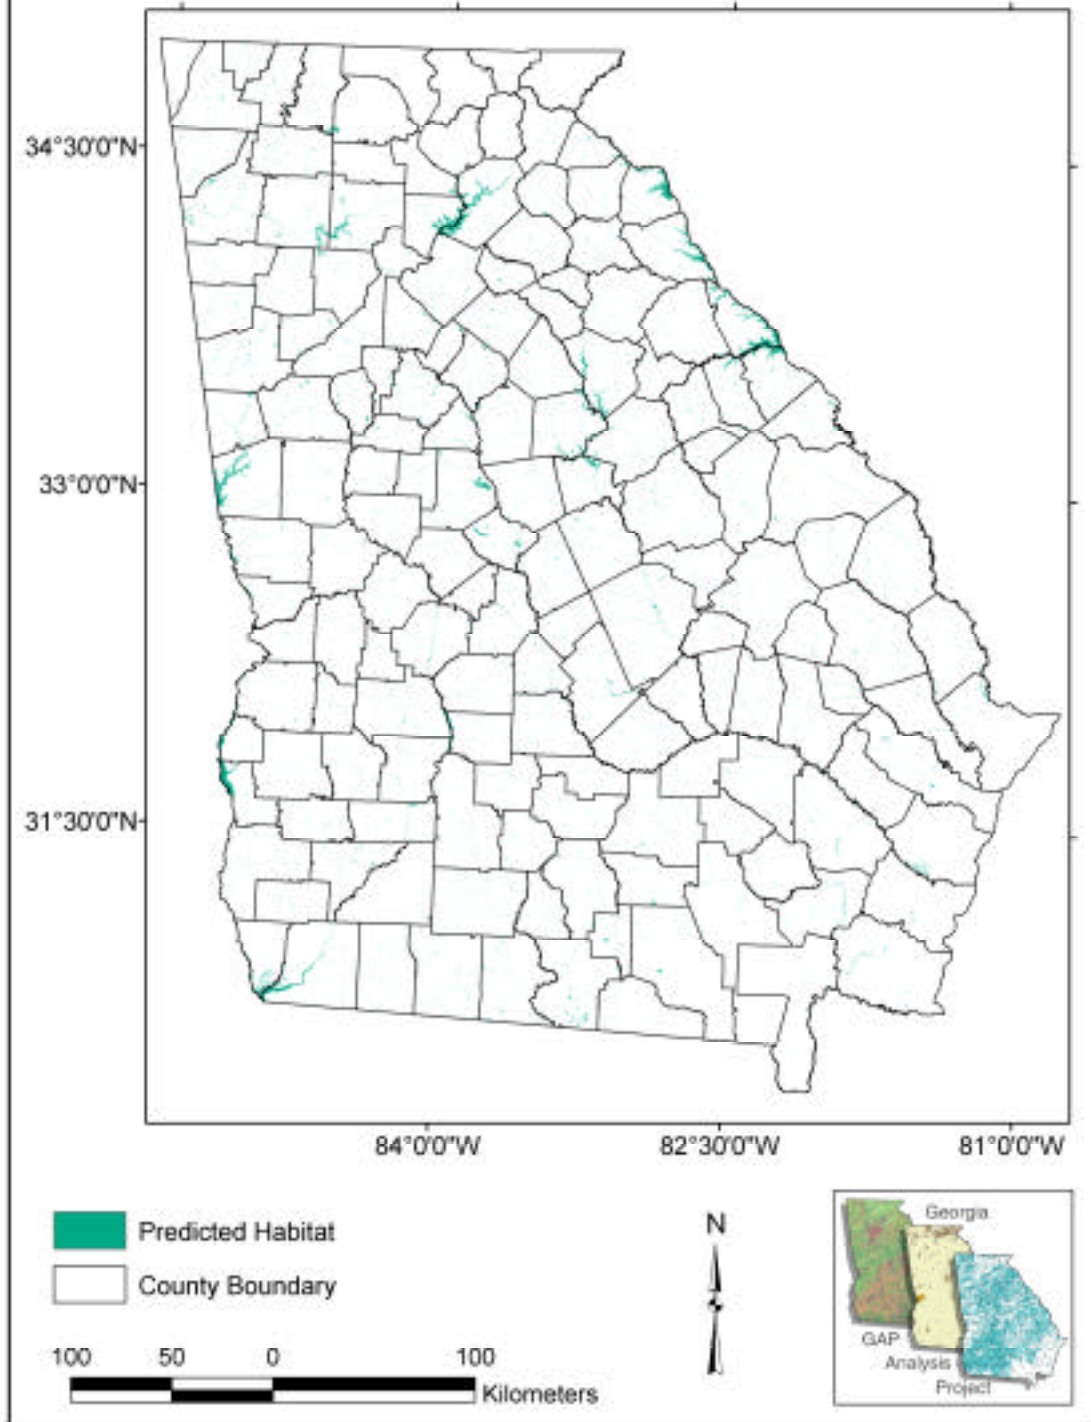 34°30'0"N
33°0'0"N
31°30'0"N
84°0'0"W 82°30'0"W 81°0'0"W
Predicted Habitat
County Boundary
N
100 50 0 100
Kilometers
Georgia
GAP
Analysis
Project